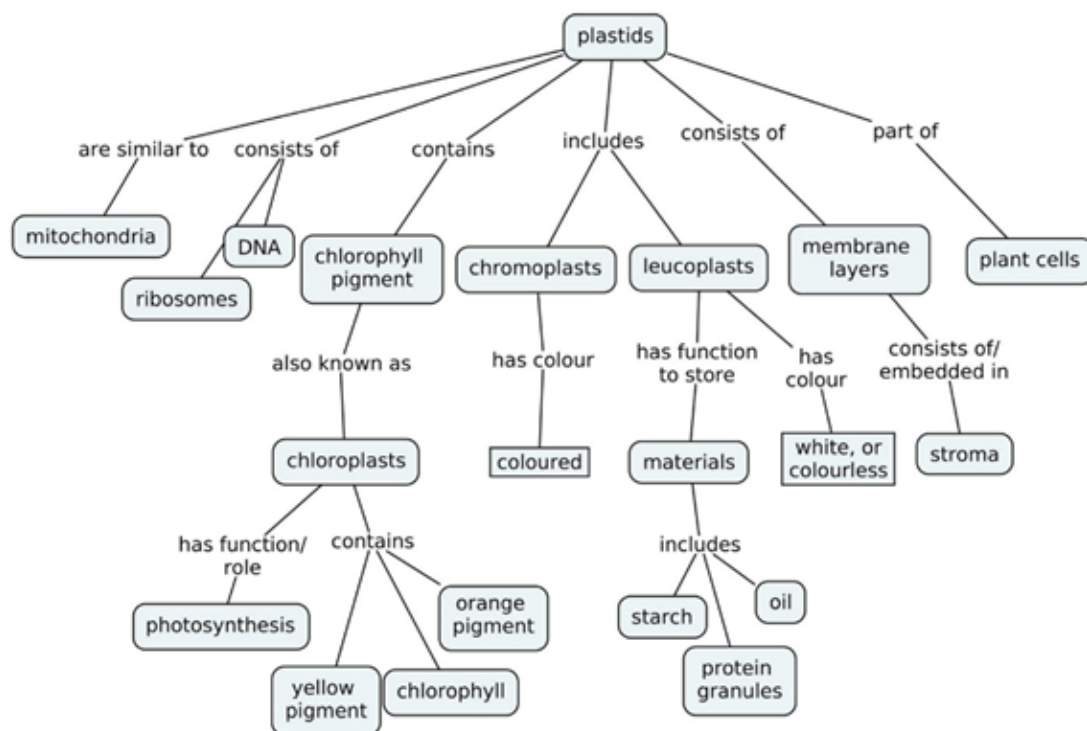 plastids
are similar to
consists of
contains
includes
consists of
part of
mitochondria
DNA
ribosomes
chlorophyll
pigment
chromoplasts
leucoplasts
membrane
layers
plant cells
also known as
has colour
has function
to store
has
colour
consists of/
embedded in
chloroplasts
coloured
materials
white, or
colourless
stroma
has function/
role
contains
includes
photosynthesis
orange
pigment
starch
oil
yellow
pigment
chlorophyll
protein
granules